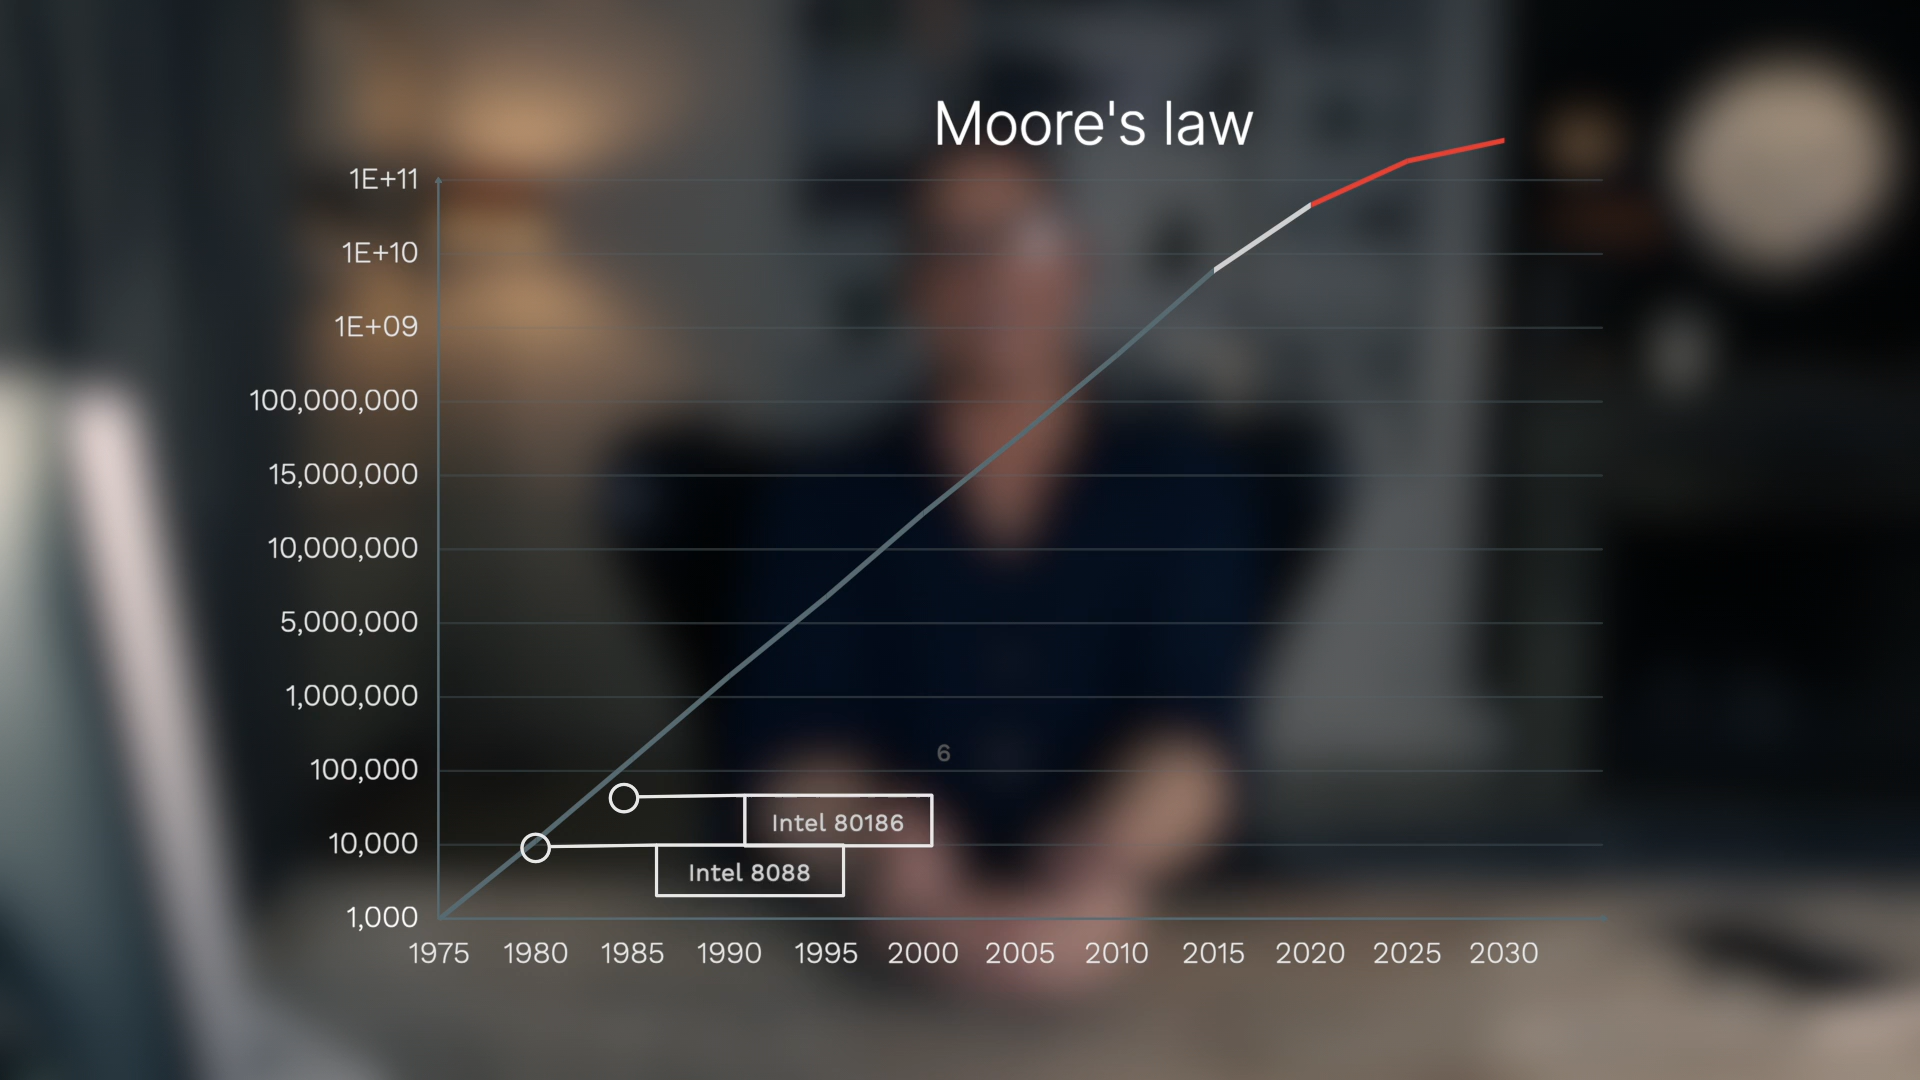 Moore's law
1E+11
1E+10
1E+09
100,000,000
15,000,000
10,000,000
5,000,000
1,000,000
6
100,000
Intel 80186
10,000
Intel 8088
1,000
1975 1980 1985 1990 1995 2000 2005 2010 2015 2020 2025 2030